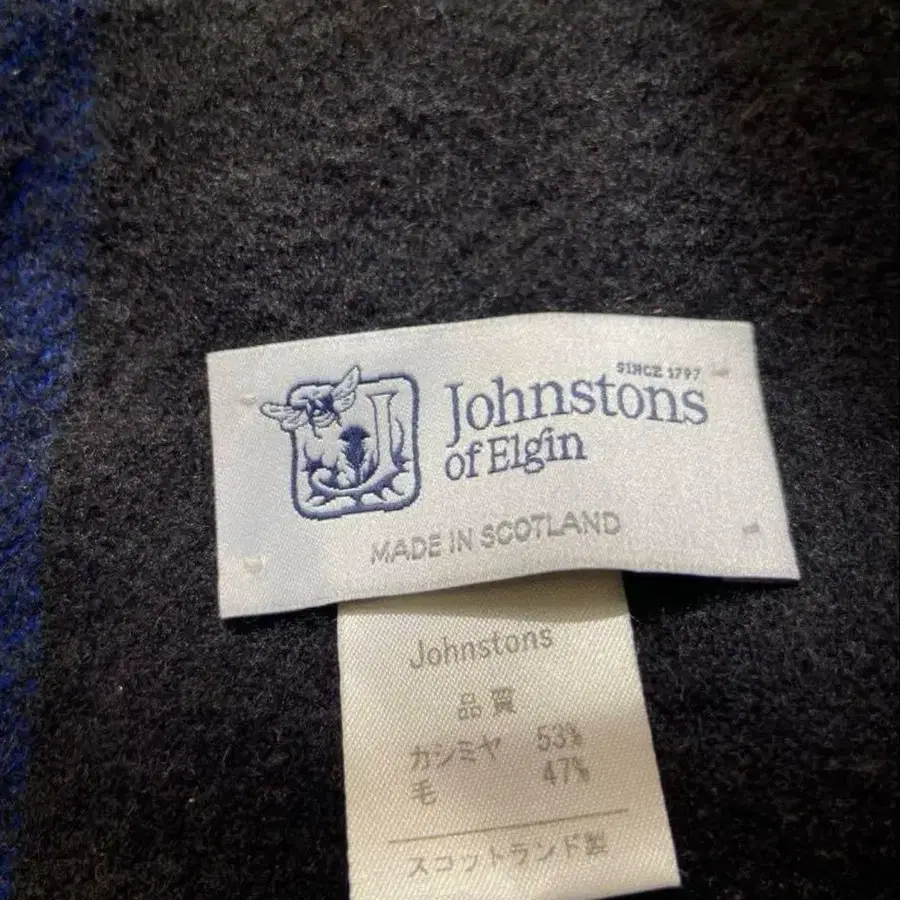 SINCE 1797
Johnstons
of Elgin
MADE IN SCOTLAND
Johnstons
品質
カシミヤ 53%
毛 47%
スコットランド製